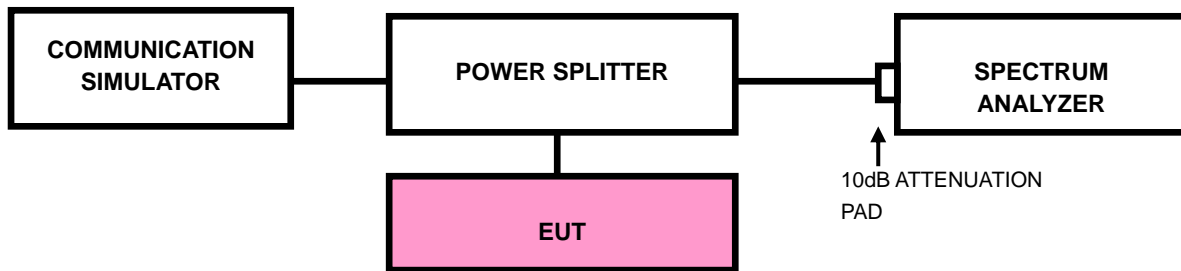 COMMUNICATION
SIMULATOR
POWER SPLITTER
SPECTRUM
ANALYZER
10dB ATTENUATION
PAD
EUT